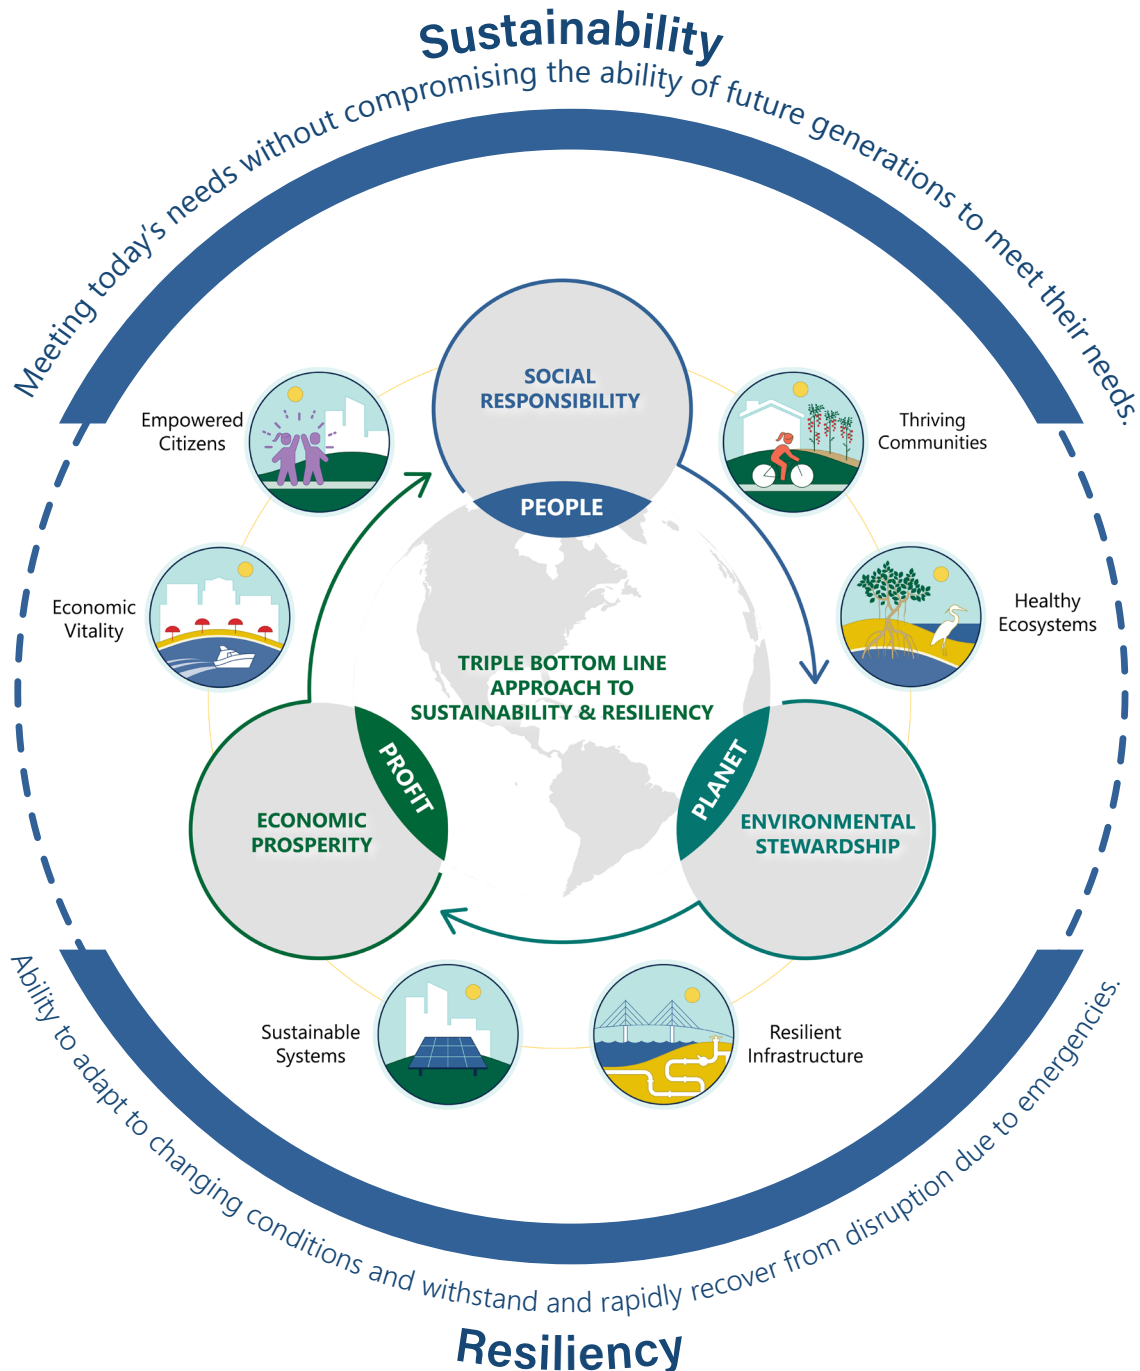 Sustainability
Meeting today's needs without compromising the ability of future generations to meet their needs.
SOCIAL
RESPONSIBILITY
PEOPLE
Empowered
Citizens
Thriving
Communities
Economic
Vitality
Healthy
Ecosystems
TRIPLE BOTTOM LINE
APPROACH TO
SUSTAINABILITY & RESILIENCY
PROFIT
PLANET
ECONOMIC
PROSPERITY
ENVIRONMENTAL
STEWARDSHIP
Sustainable
Systems
Resilient
Infrastructure
Ability to adapt to changing conditions and withstand and rapidly recover from disruption due to emergencies.
Resiliency